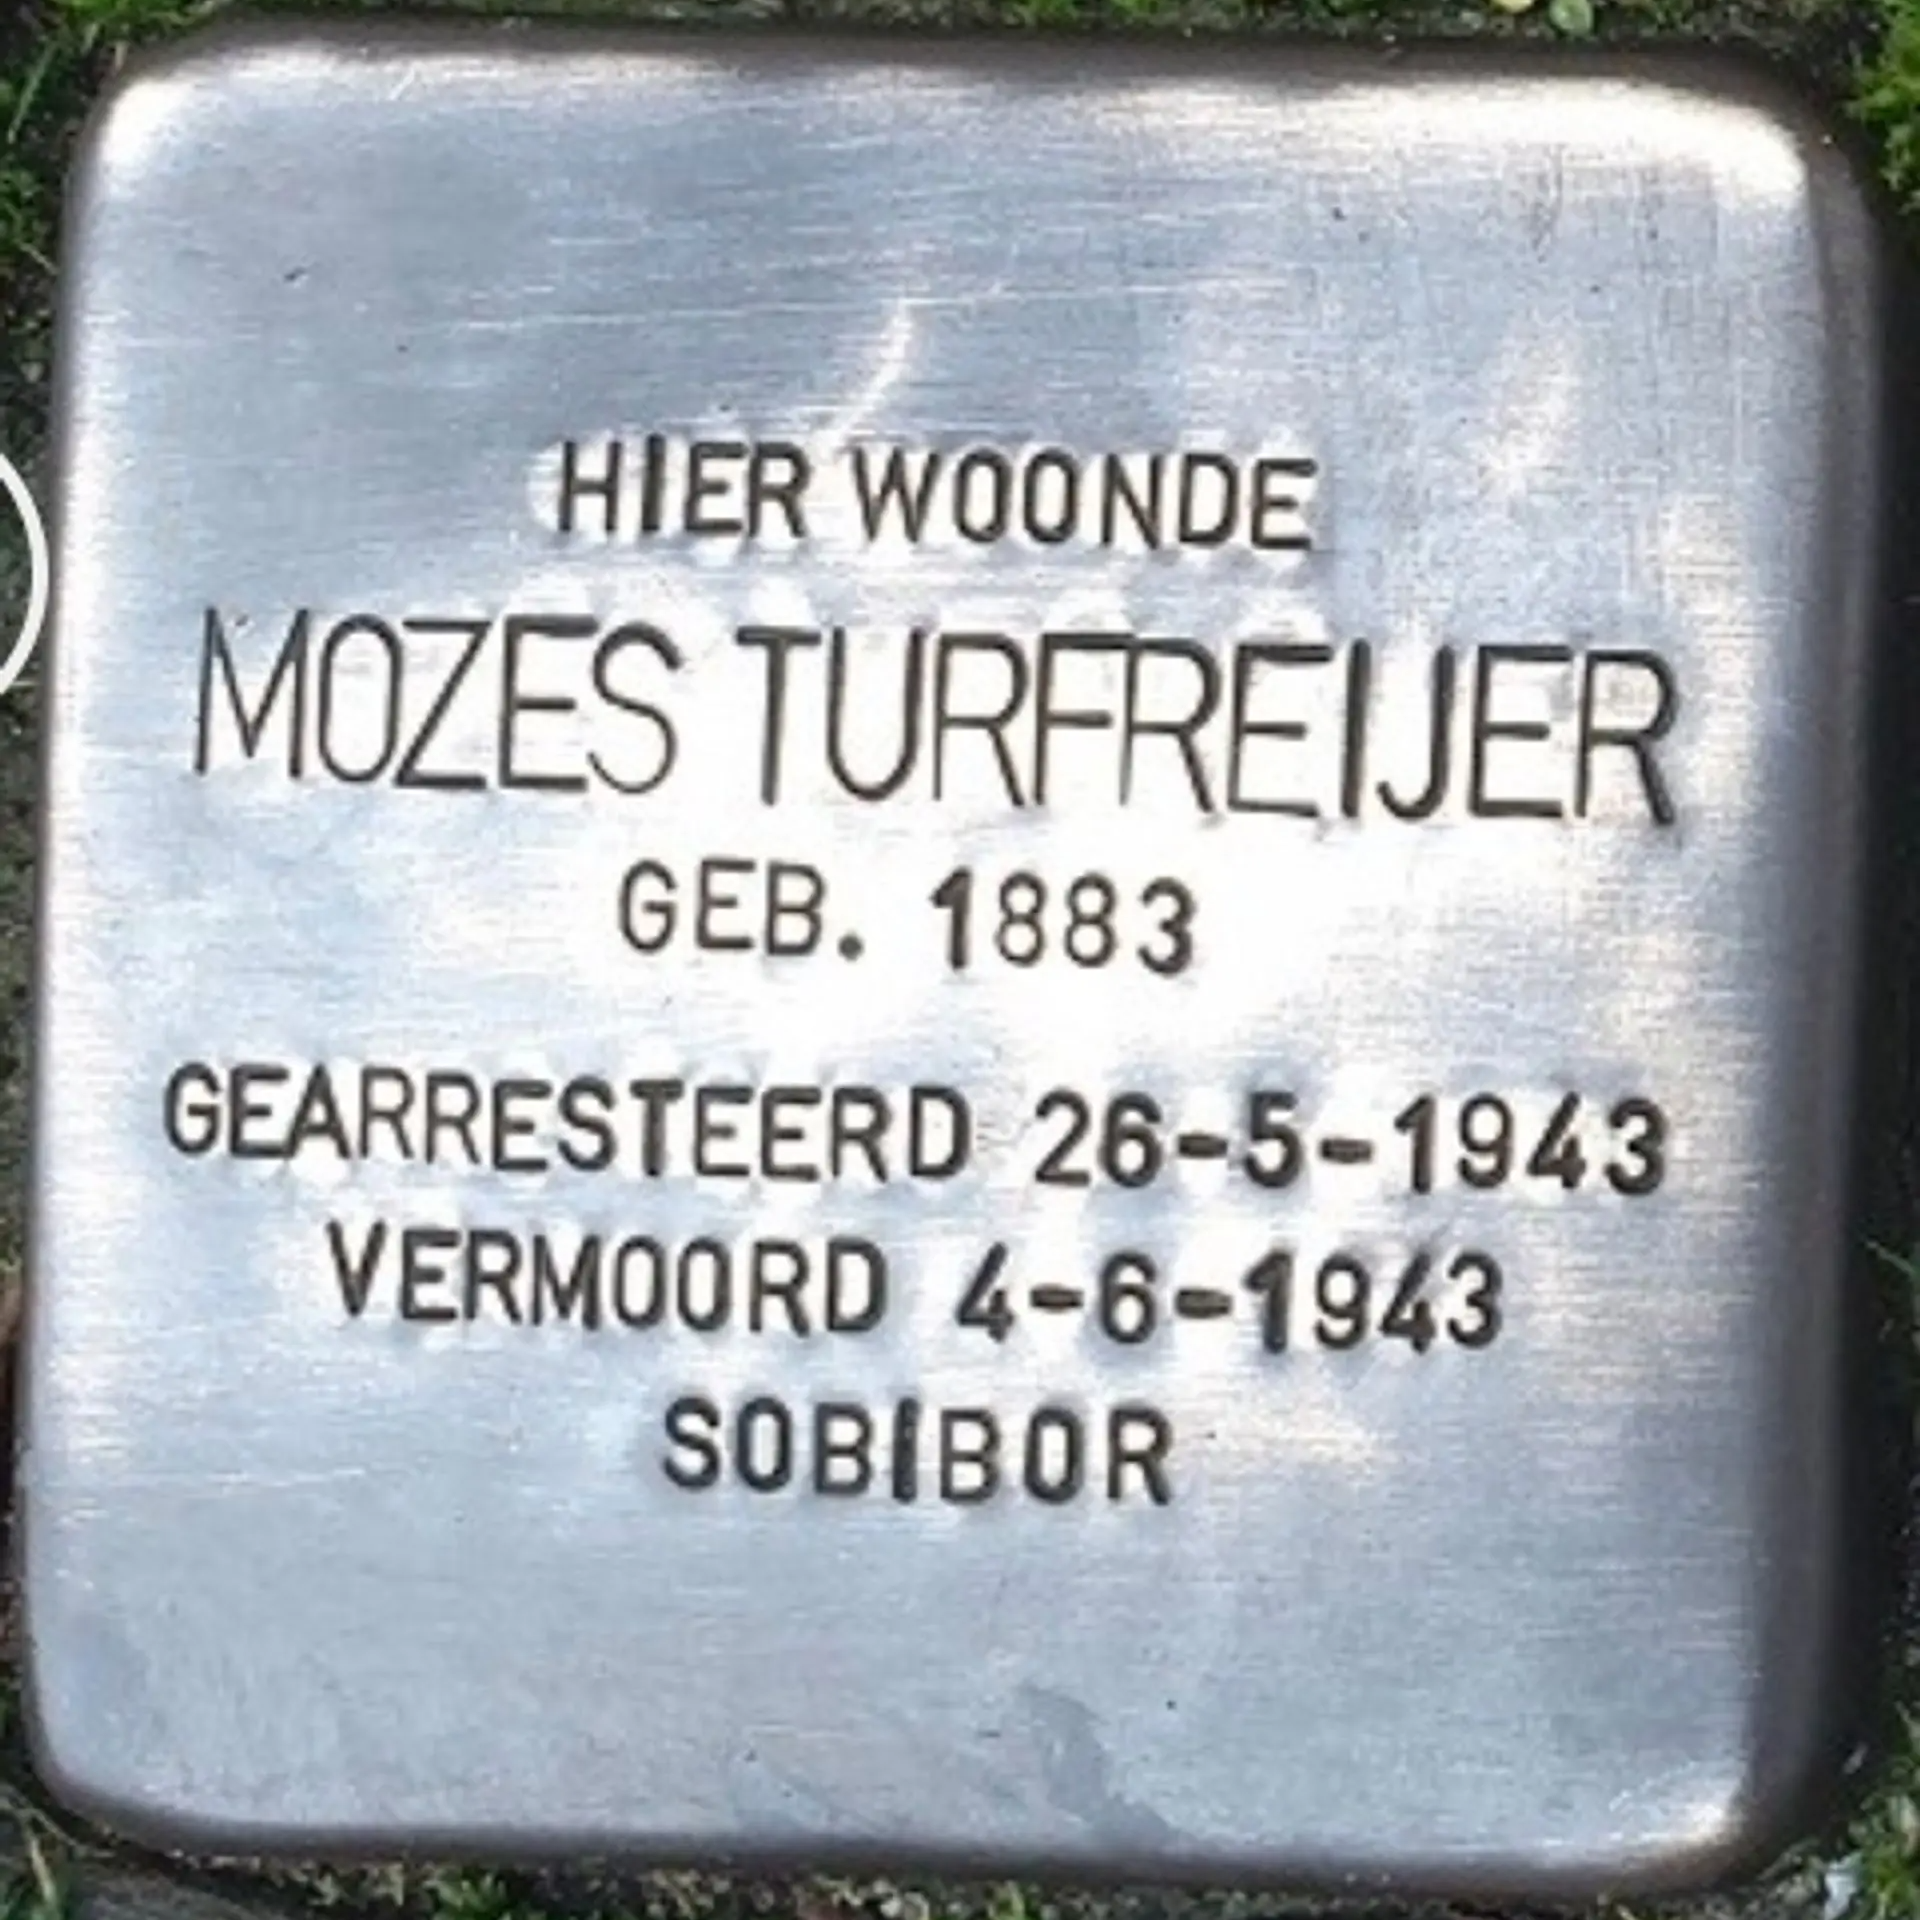 HIER WOONDE
MOZES TURFREIJER
GEB. 1883
GEARRESTEERD 26-5-1943
VERMOORD 4-6-1943
SOBIBOR